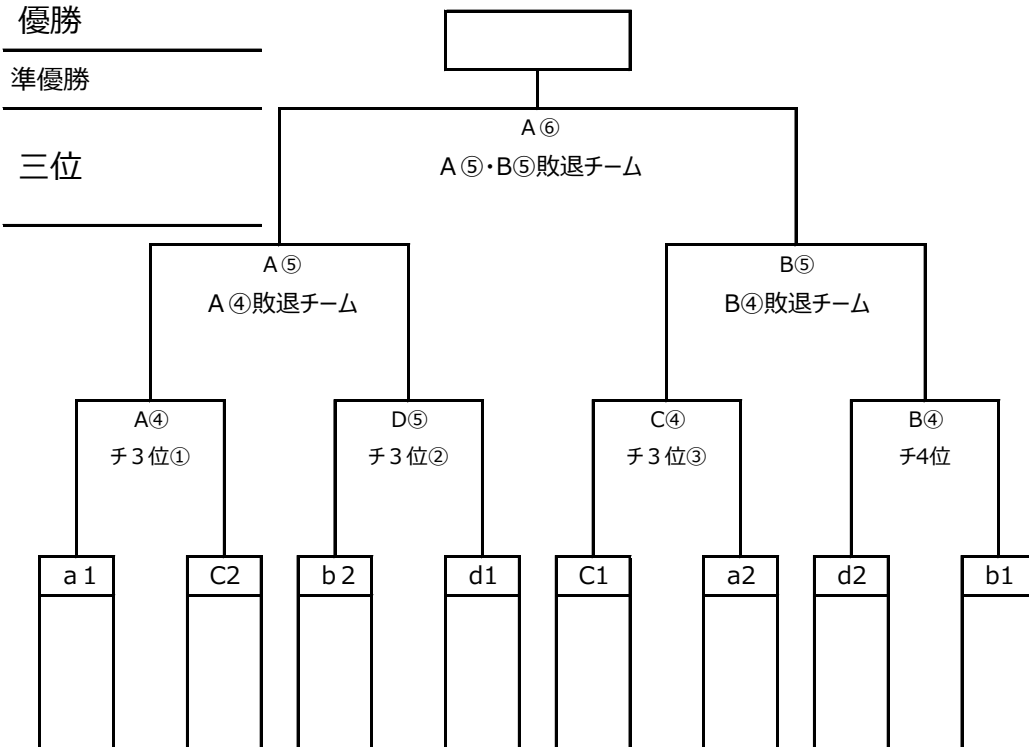 優勝
準優勝
三位
A⑥
A⑤・B⑤敗退チーム
A⑤
A④敗退チーム
B⑤
B④敗退チーム
A④
チ3位①
D⑤
チ3位②
C④
チ3位③
B④
チ4位
a1
C2
b2
d1
C1
a2
d2
b1